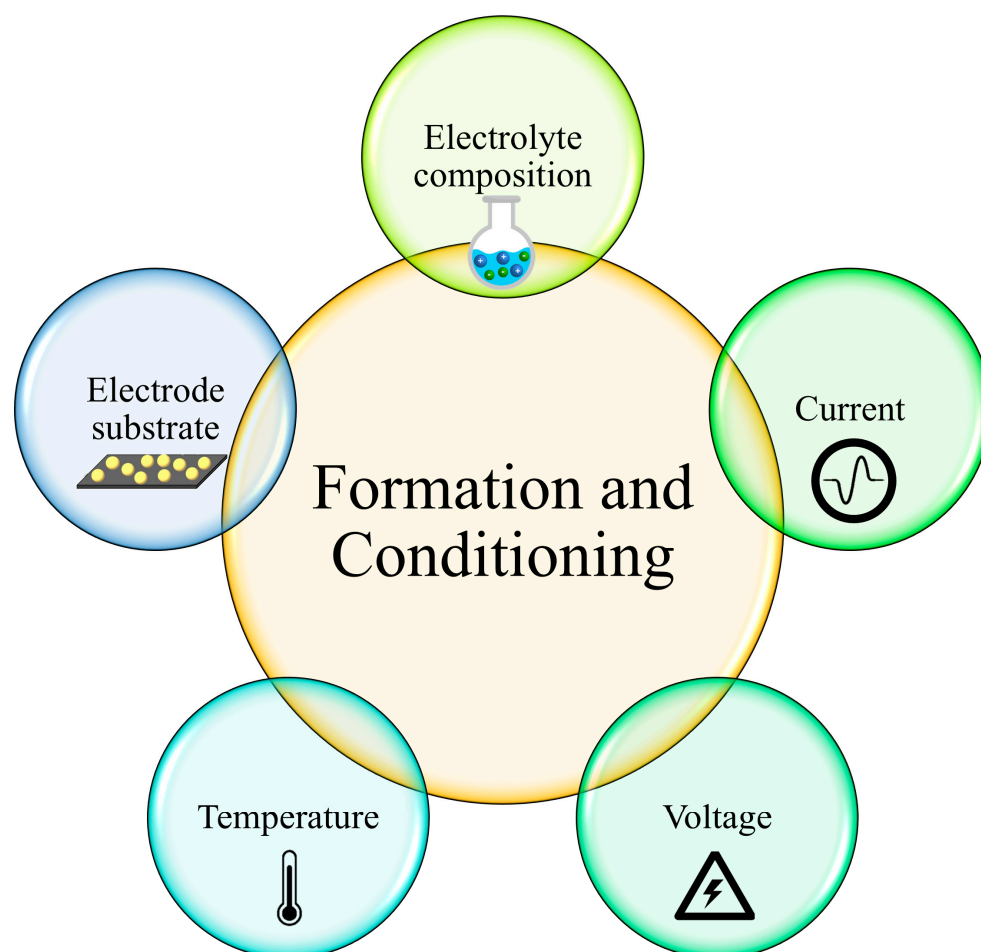 Electrolyte
composition
Electrode
substrate
Current
Formation and
Conditioning
Temperature
Voltage